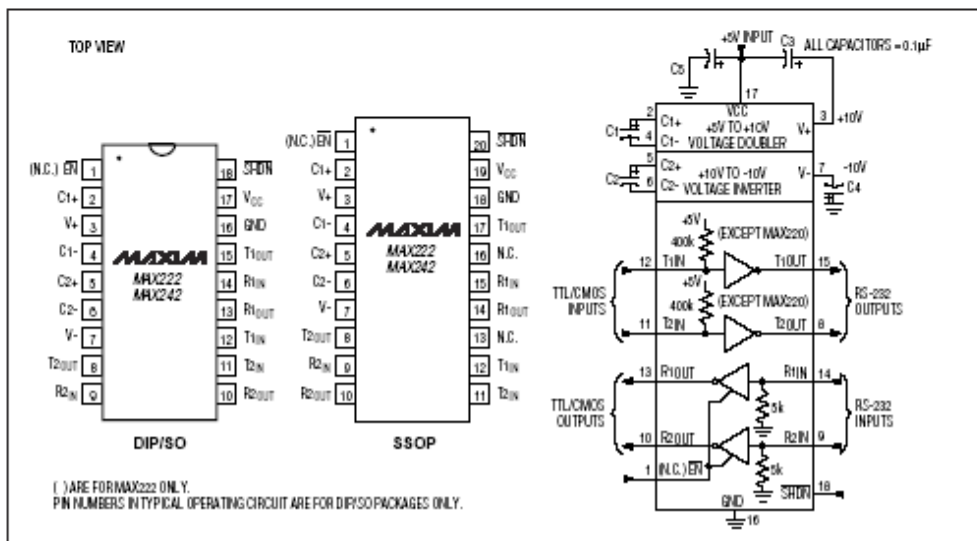 TOP VIEW
(N.C.) EN 1
C1+ 2
V+ 3
C1- 4
C2+ 5
C2- 6
V- 7
T2OUT 8
R2IN 9
18 SHDN
17 VCC
16 GND
15 T1OUT
14 R1IN
13 R1OUT
12 T1IN
11 T2IN
10 R2OUT
MAXIM
MAX222
MAX242
DIP/SO
(N.C.) EN 1
C1+ 2
V+ 3
C1- 4
C2+ 5
C2- 6
V- 7
T2OUT 8
R2IN 9
R2OUT 10
20 SHDN
19 VCC
18 GND
17 T1OUT
16 N.C.
15 R1IN
14 R1OUT
13 N.C.
12 T1IN
11 T2IN
MAXIM
MAX222
MAX242
SSOP
( ) ARE FOR MAX222 ONLY.
PIN NUMBERS IN TYPICAL OPERATING CIRCUIT ARE FOR DIP/SO PACKAGES ONLY.
+5V INPUT
C3
ALL CAPACITORS = 0.1μF
C5
17
VCC
2
C1+
C1
4
C1-
+5V TO +10V
VOLTAGE DOUBLER
V+
3
+10V
5
C2+
C2
6
C2-
+10V TO -10V
VOLTAGE INVERTER
V-
7
-10V
C4
+5V
400k
(EXCEPT MAX220)
12
T1IN
T1OUT
15
TTL/CMOS
INPUTS
+5V
400k
(EXCEPT MAX220)
RS-232
OUTPUTS
11
T2IN
T2OUT
8
13
R1OUT
R1IN
14
TTL/CMOS
OUTPUTS
5k
RS-232
INPUTS
10
R2OUT
R2IN
9
1
(N.C.) EN
5k
SHDN
18
GND
16